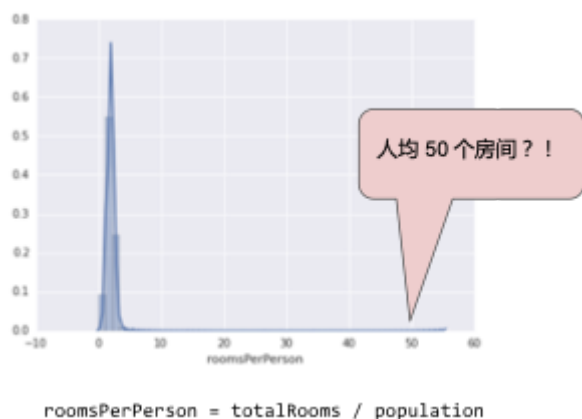 0.8
0.7
0.6
0.5
0.4
0.3
0.2
0.1
0.0
人均 50 个房间？！
-10 0 10 20 30 40 50 60
roomsPerPerson
roomsPerPerson = totalRooms / population